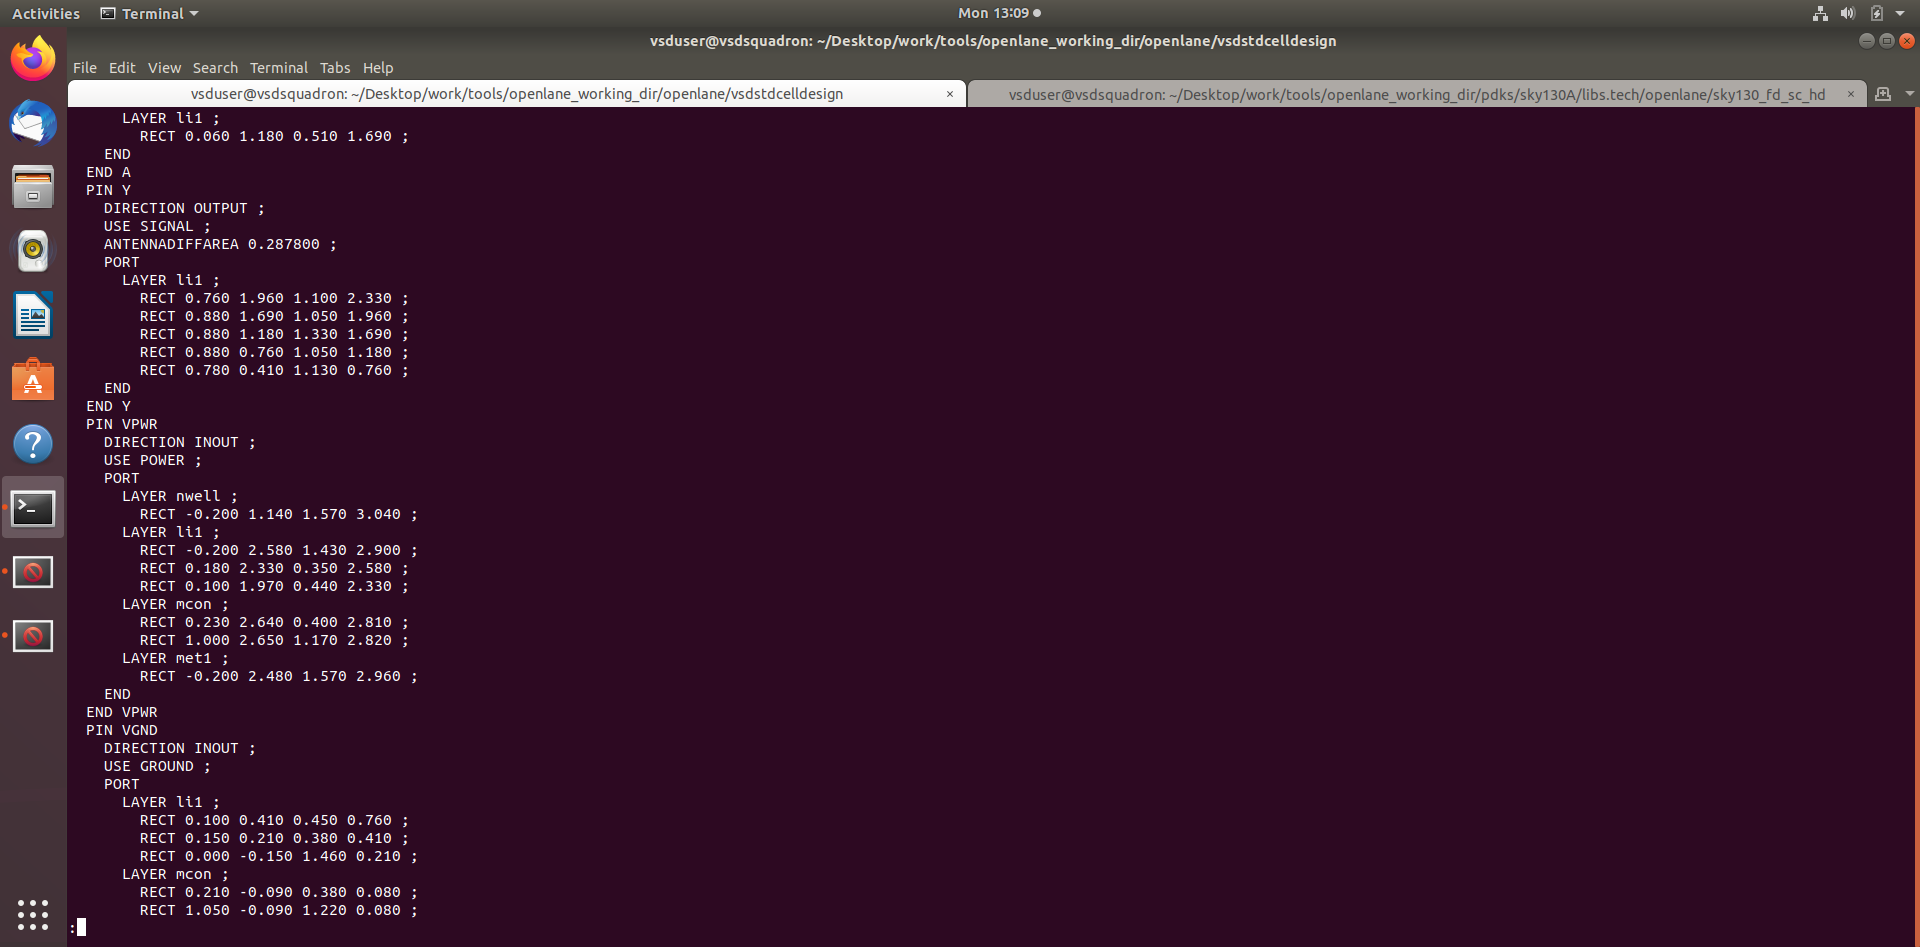 Activities
Terminal
Mon 13:09
vsduser@vsdsquadron: ~/Desktop/work/tools/openlane_working_dir/openlane/vsdstdcelldesign
File Edit View Search Terminal Tabs Help
vsduser@vsdsquadron: ~/Desktop/work/tools/openlane_working_dir/openlane/vsdstdcelldesign ×
vsduser@vsdsquadron: ~/Desktop/work/tools/openlane_working_dir/pdks/sky130A/libs.tech/openlane/sky130_fd_sc_hd ×
LAYER li1 ;
RECT 0.060 1.180 0.510 1.690 ;
END
END A
PIN Y
DIRECTION OUTPUT ;
USE SIGNAL ;
ANTENNADIFFAREA 0.287800 ;
PORT
LAYER li1 ;
RECT 0.760 1.960 1.100 2.330 ;
RECT 0.880 1.690 1.050 1.960 ;
RECT 0.880 1.180 1.330 1.690 ;
RECT 0.880 0.760 1.050 1.180 ;
RECT 0.780 0.410 1.130 0.760 ;
END
END Y
PIN VPWR
DIRECTION INOUT ;
USE POWER ;
PORT
LAYER nwell ;
RECT -0.200 1.140 1.570 3.040 ;
LAYER li1 ;
RECT -0.200 2.580 1.430 2.900 ;
RECT 0.180 2.330 0.350 2.580 ;
RECT 0.100 1.970 0.440 2.330 ;
LAYER mcon ;
RECT 0.230 2.640 0.400 2.810 ;
RECT 1.000 2.650 1.170 2.820 ;
LAYER met1 ;
RECT -0.200 2.480 1.570 2.960 ;
END
END VPWR
PIN VGND
DIRECTION INOUT ;
USE GROUND ;
PORT
LAYER li1 ;
RECT 0.100 0.410 0.450 0.760 ;
RECT 0.150 0.210 0.380 0.410 ;
RECT 0.000 -0.150 1.460 0.210 ;
LAYER mcon ;
RECT 0.210 -0.090 0.380 0.080 ;
RECT 1.050 -0.090 1.220 0.080 ;
: